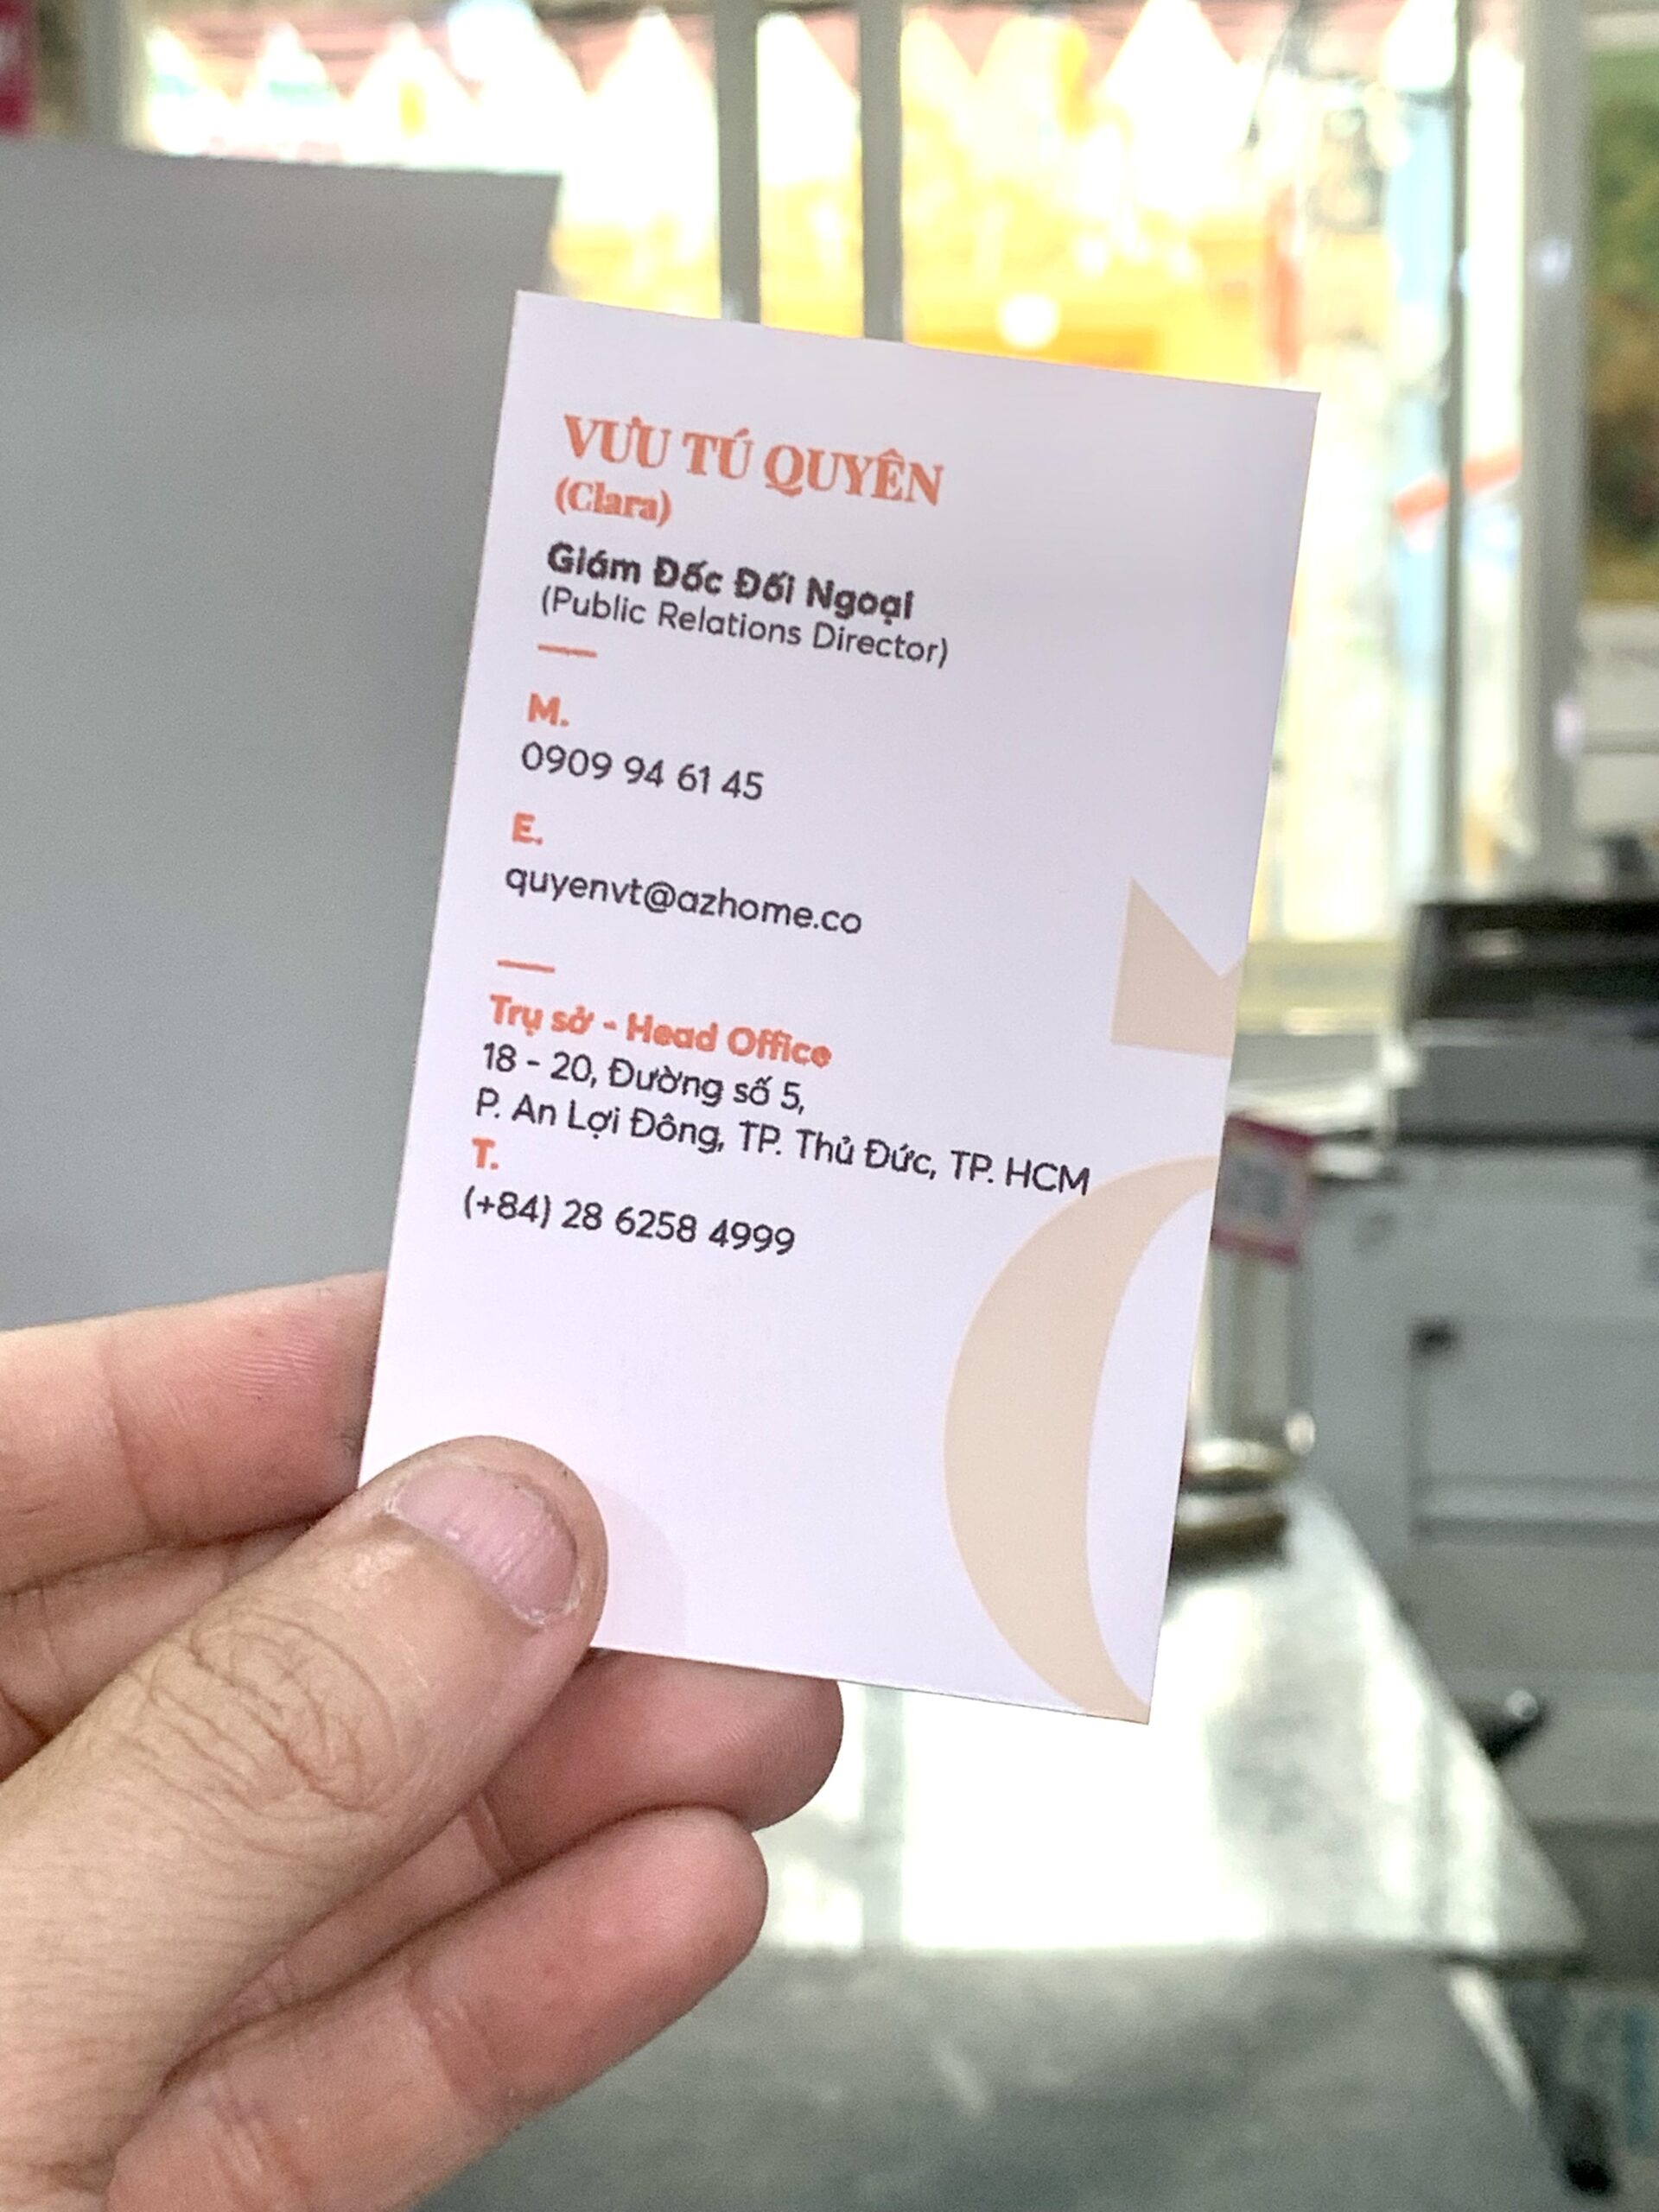 VƯU TÚ QUYÊN
(Clara)
Giám Đốc Đối Ngoại
(Public Relations Director)
M.
0909 94 61 45
E.
quyenvt@azhome.co
Trụ sở - Head Office
18 - 20, Đường số 5,
P. An Lợi Đông, TP. Thủ Đức, TP. HCM
T.
(+84) 28 6258 4999